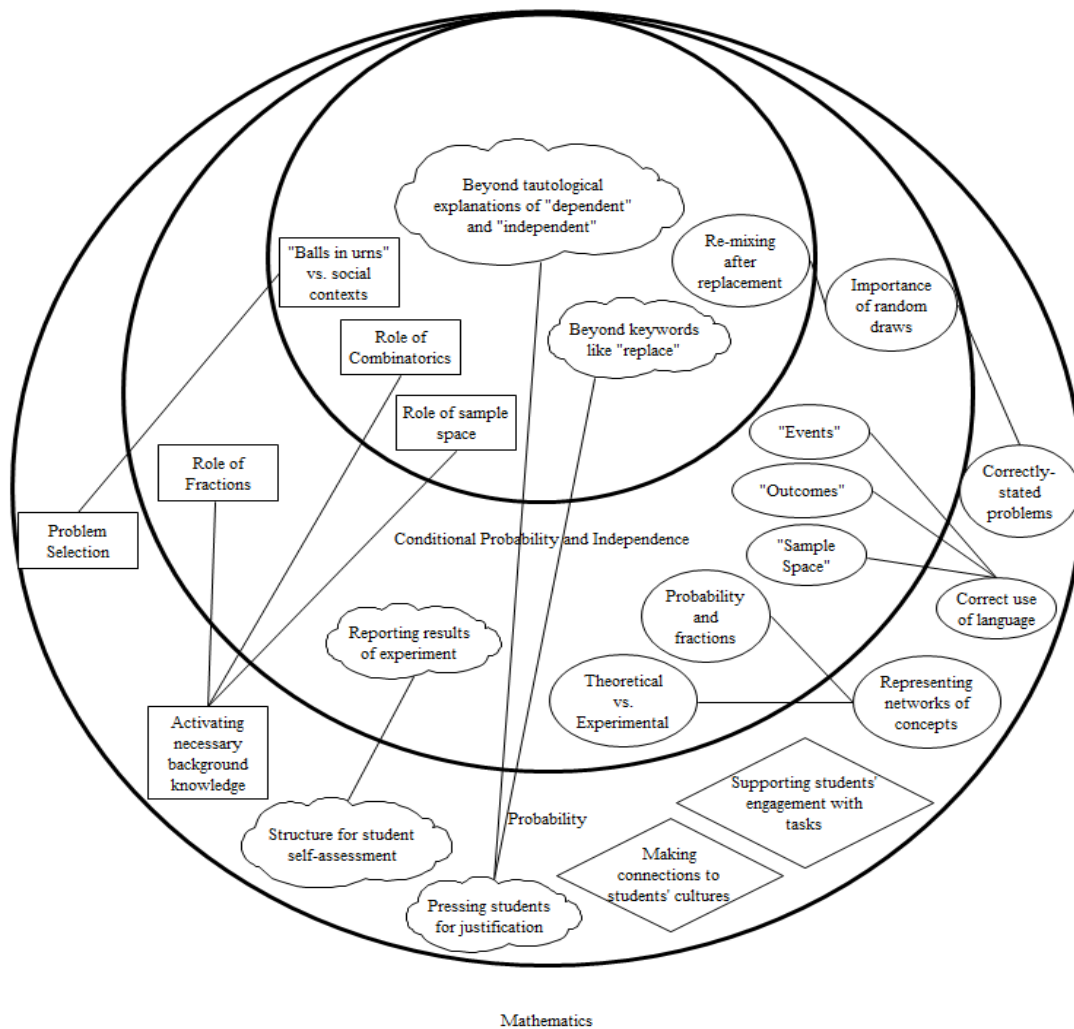 Beyond tautological
explanations of "dependent"
and "independent"
"Balls in urns"
vs. social
contexts
Re-mixing
after
replacement
Importance
of random
draws
Role of
Combinatorics
Beyond keywords
like "replace"
Role of sample
space
"Events"
Role of
Fractions
Correctly-
stated
problems
"Outcomes"
Problem
Selection
Conditional Probability and Independence
"Sample
Space"
Probability
and
fractions
Correct use
of language
Reporting results
of experiment
Theoretical
vs.
Experimental
Representing
networks of
concepts
Activating
necessary
background
knowledge
Supporting students'
engagement with
tasks
Probability
Structure for student
self-assessment
Making
connections to
students' cultures
Pressing students
for justification
Mathematics